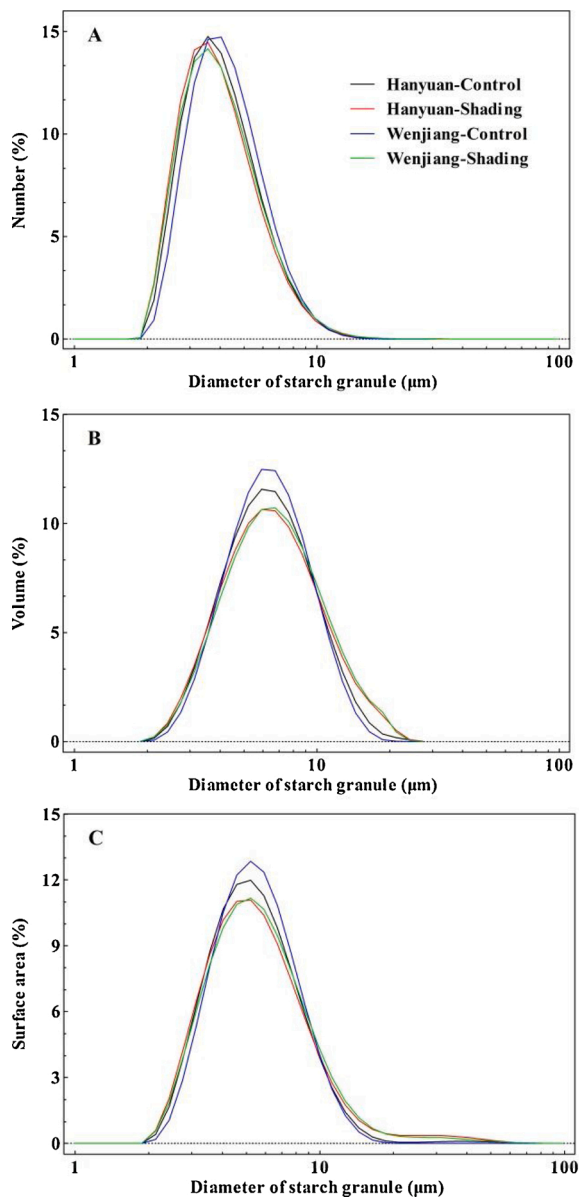 A
15
10
5
0
Number (%)
Hanyuan-Control
Hanyuan-Shading
Wenjiang-Control
Wenjiang-Shading
1
10
100
Diameter of starch granule (μm)
B
15
10
5
0
Volume (%)
1
10
100
Diameter of starch granule (μm)
C
15
12
9
6
3
0
Surface area (%)
1
10
100
Diameter of starch granule (μm)